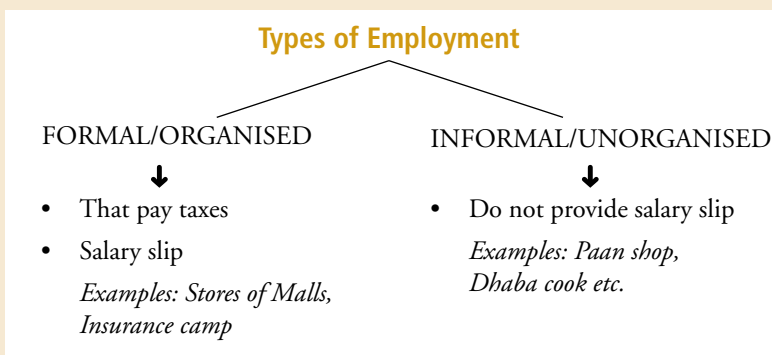 Types of Employment
FORMAL/ORGANISED
• That pay taxes
• Salary slip
Examples: Stores of Malls,
Insurance camp
INFORMAL/UNORGANISED
• Do not provide salary slip
Examples: Paan shop,
Dhaba cook etc.